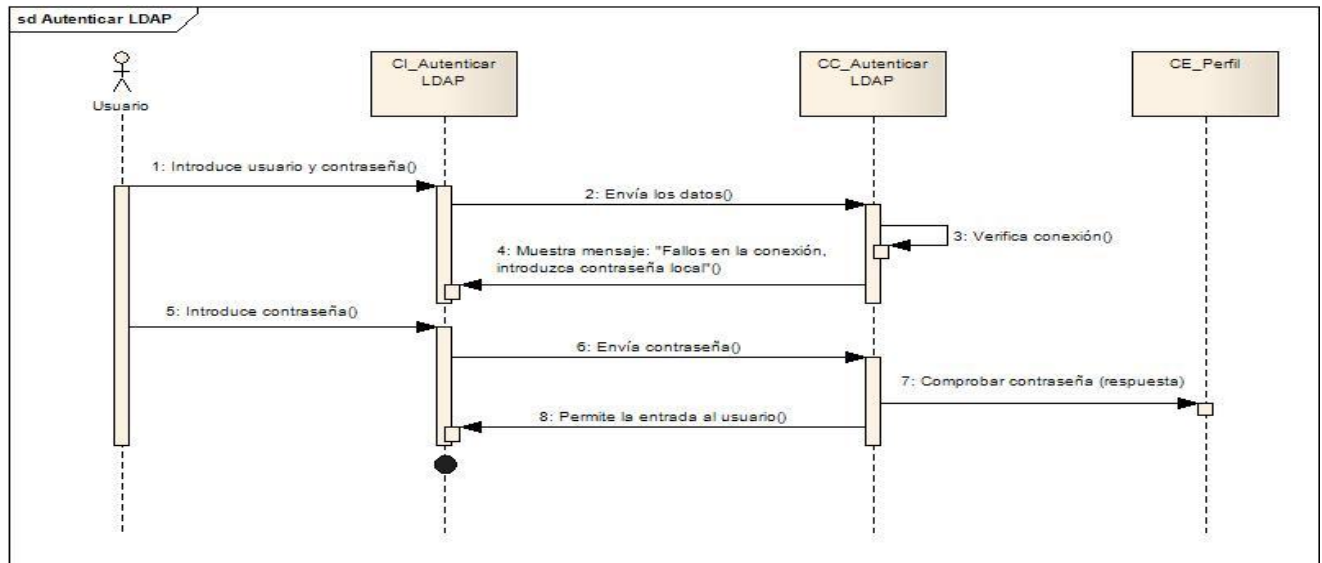 sd Autenticar LDAP
Usuario
CI_Autenticar
LDAP
CC_Autenticar
LDAP
CE_Perfil
1: Introduce usuario y contraseña()
2: Envía los datos()
3: Verifica conexión()
4: Muestra mensaje: "Fallos en la conexión,
introduzca contraseña local"()
5: Introduce contraseña()
6: Envía contraseña()
7: Comprobar contraseña (respuesta)
8: Permite la entrada al usuario()